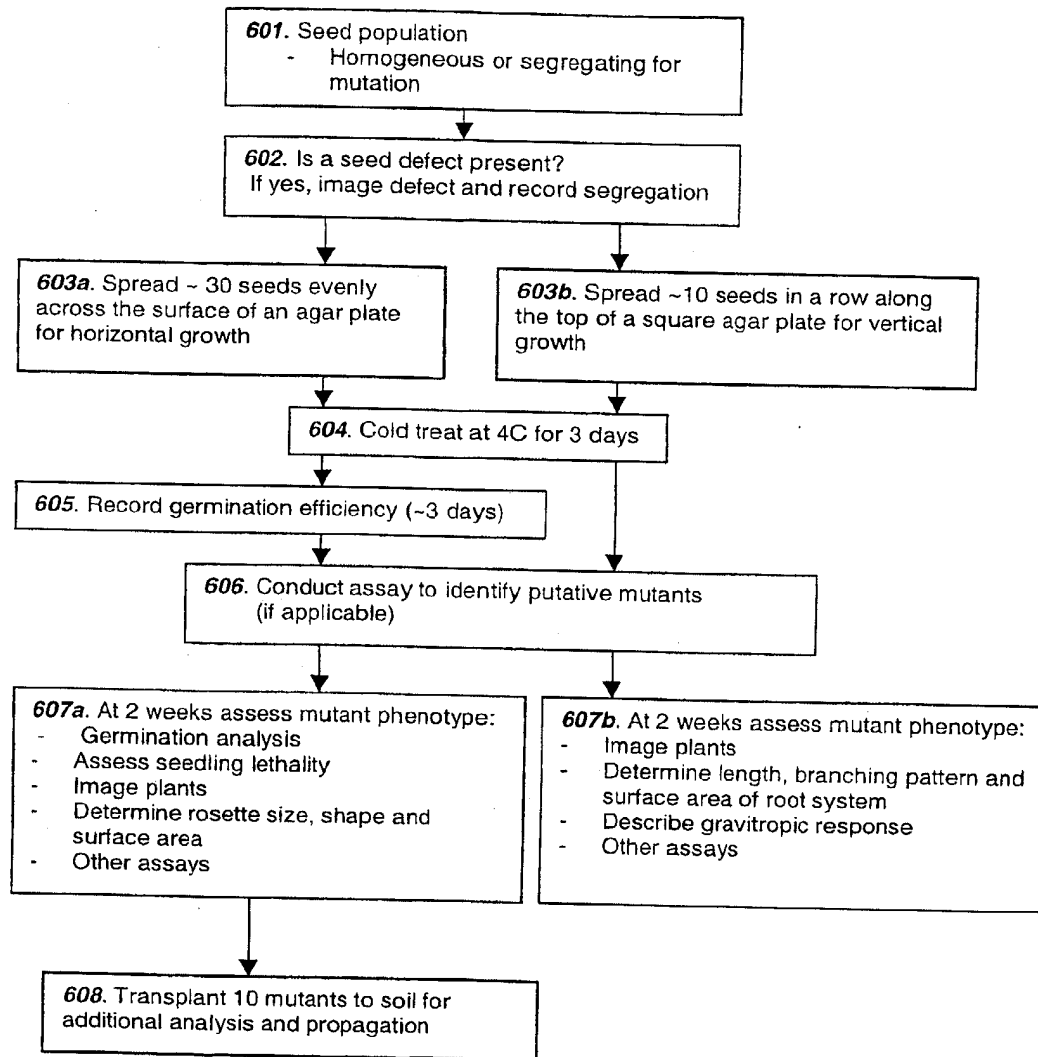 601. Seed population
- Homogeneous or segregating for
mutation
602. Is a seed defect present?
If yes, image defect and record segregation
603a. Spread ~ 30 seeds evenly
across the surface of an agar plate
for horizontal growth
603b. Spread ~10 seeds in a row along
the top of a square agar plate for vertical
growth
604. Cold treat at 4C for 3 days
605. Record germination efficiency (~3 days)
606. Conduct assay to identify putative mutants
(if applicable)
607a. At 2 weeks assess mutant phenotype:
- Germination analysis
- Assess seedling lethality
- Image plants
- Determine rosette size, shape and
surface area
- Other assays
607b. At 2 weeks assess mutant phenotype:
- Image plants
- Determine length, branching pattern and
surface area of root system
- Describe gravitropic response
- Other assays
608. Transplant 10 mutants to soil for
additional analysis and propagation